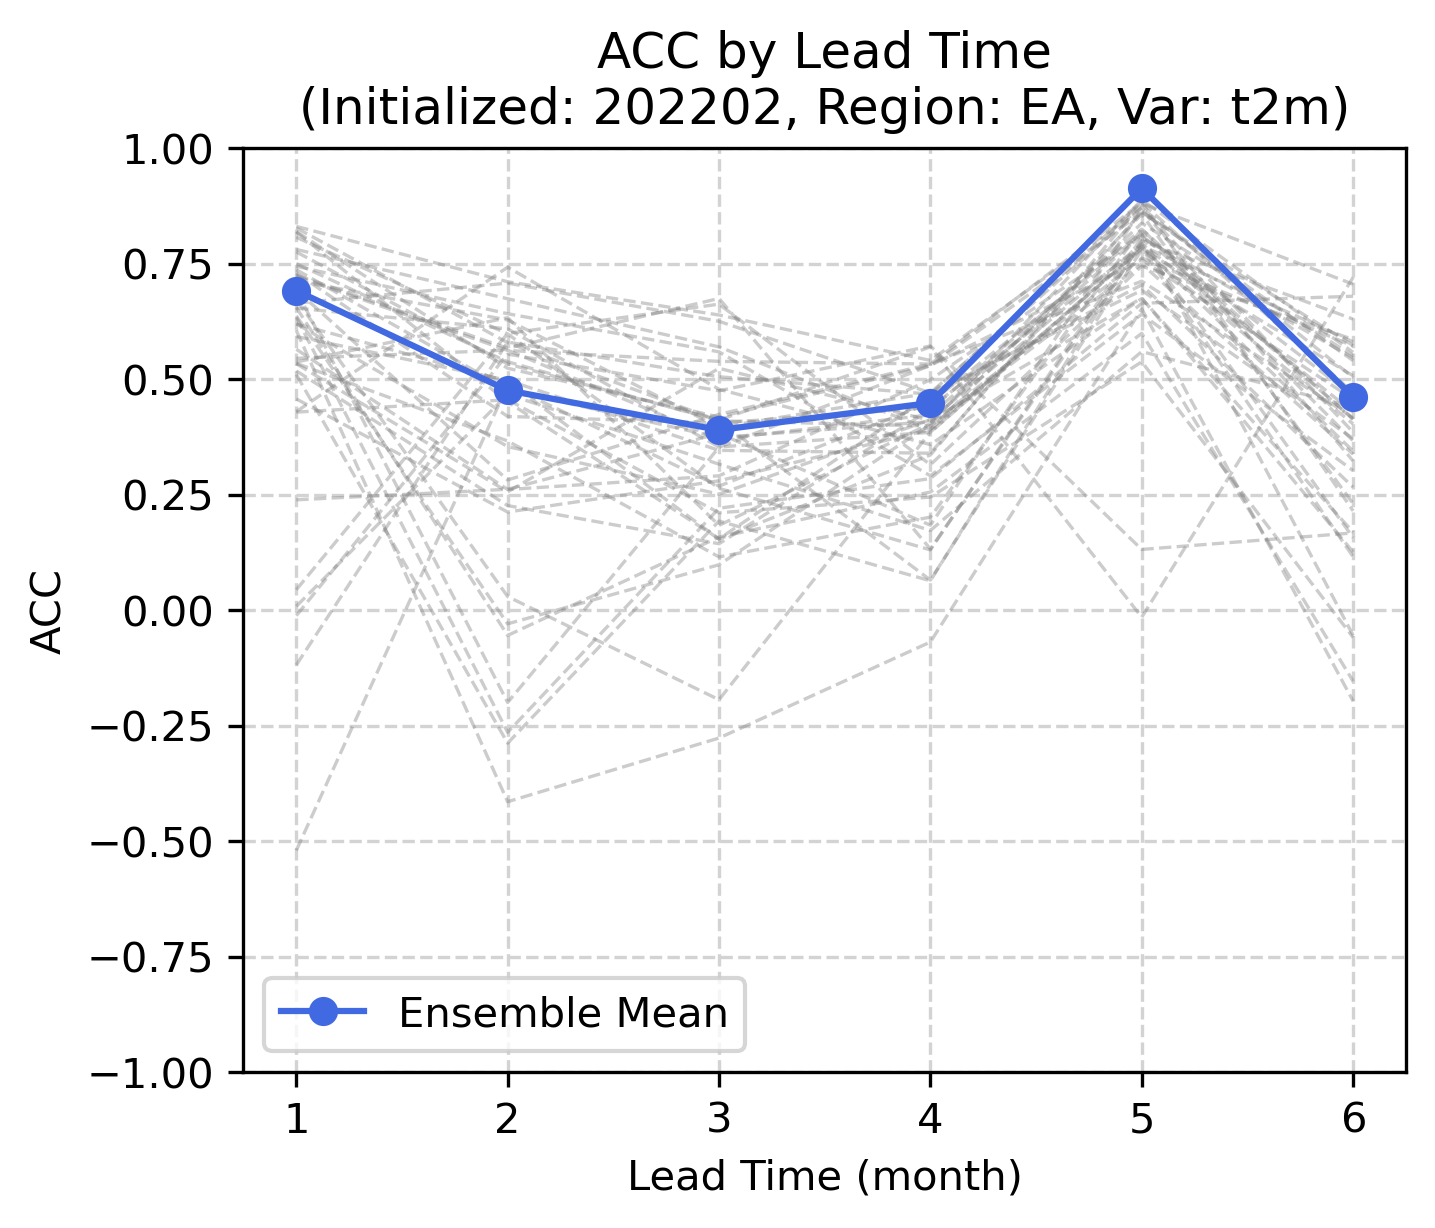 ACC by Lead Time
(Initialized: 202202, Region: EA, Var: t2m)
1.00
0.75
0.50
0.25
0.00
−0.25
−0.50
−0.75
−1.00
ACC
Ensemble Mean
1 2 3 4 5 6
Lead Time (month)